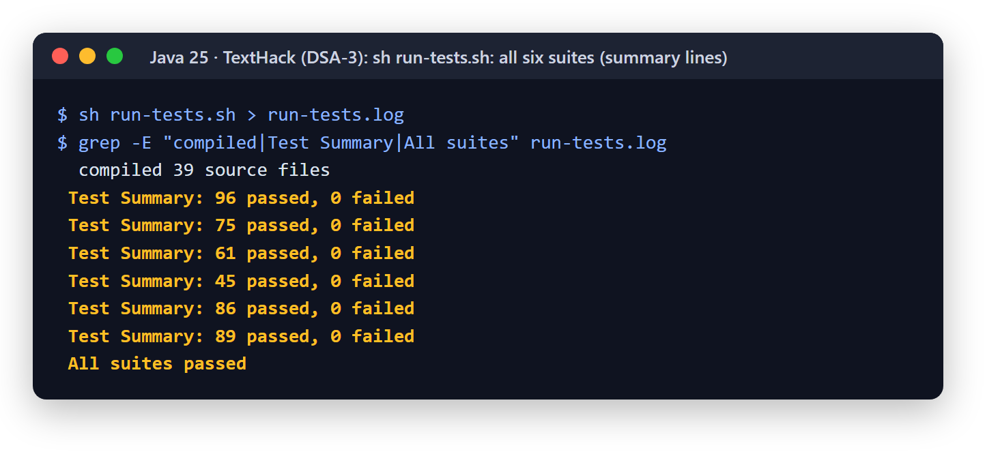 Java 25 · TextHack (DSA-3): sh run-tests.sh: all six suites (summary lines)
$ sh run-tests.sh > run-tests.log
$ grep -E "compiled|Test Summary|All suites" run-tests.log
compiled 39 source files
Test Summary: 96 passed, 0 failed
Test Summary: 75 passed, 0 failed
Test Summary: 61 passed, 0 failed
Test Summary: 45 passed, 0 failed
Test Summary: 86 passed, 0 failed
Test Summary: 89 passed, 0 failed
All suites passed